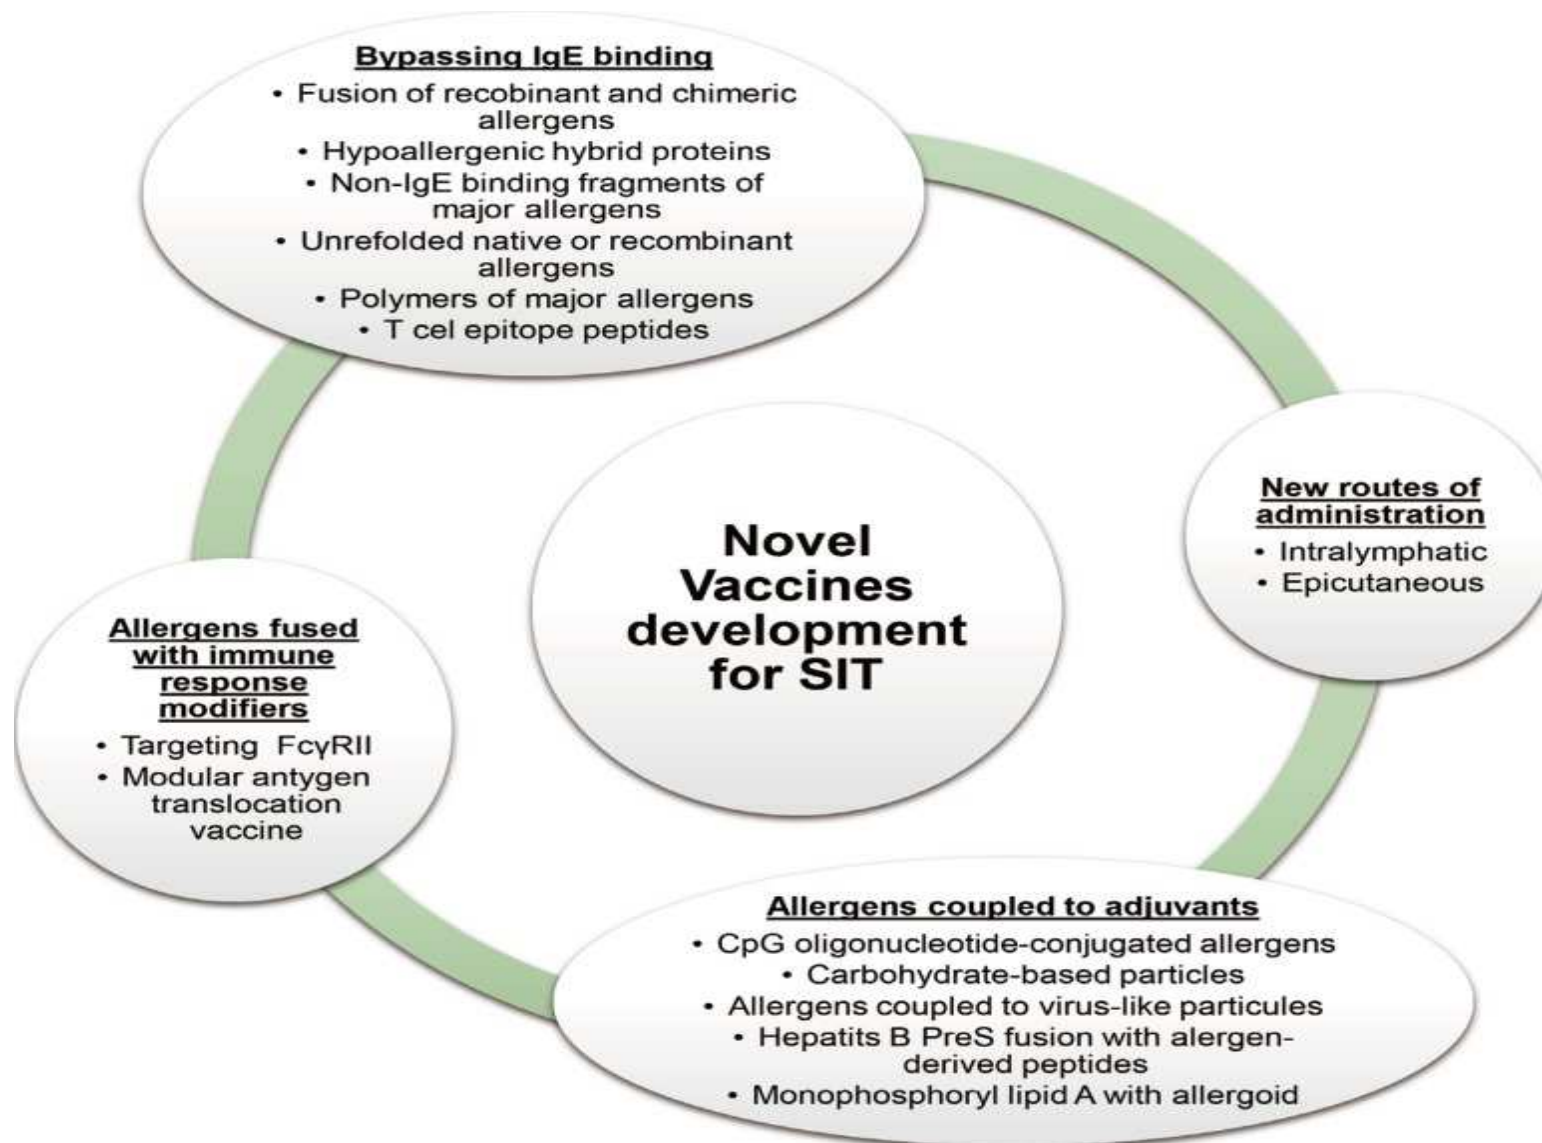 Bypassing IgE binding
• Fusion of recobinant and chimeric
allergens
• Hypoallergenic hybrid proteins
• Non-IgE binding fragments of
major allergens
• Unrefolded native or recombinant
allergens
• Polymers of major allergens
• T cel epitope peptides
New routes of
administration
• Intralymphatic
• Epicutaneous
Novel
Vaccines
development
for SIT
Allergens fused
with immune
response
modifiers
• Targeting FcγRII
• Modular antygen
translocation
vaccine
Allergens coupled to adjuvants
• CpG oligonucleotide-conjugated allergens
• Carbohydrate-based particles
• Allergens coupled to virus-like particules
• Hepatits B PreS fusion with alergen-
derived peptides
• Monophosphoryl lipid A with allergoid